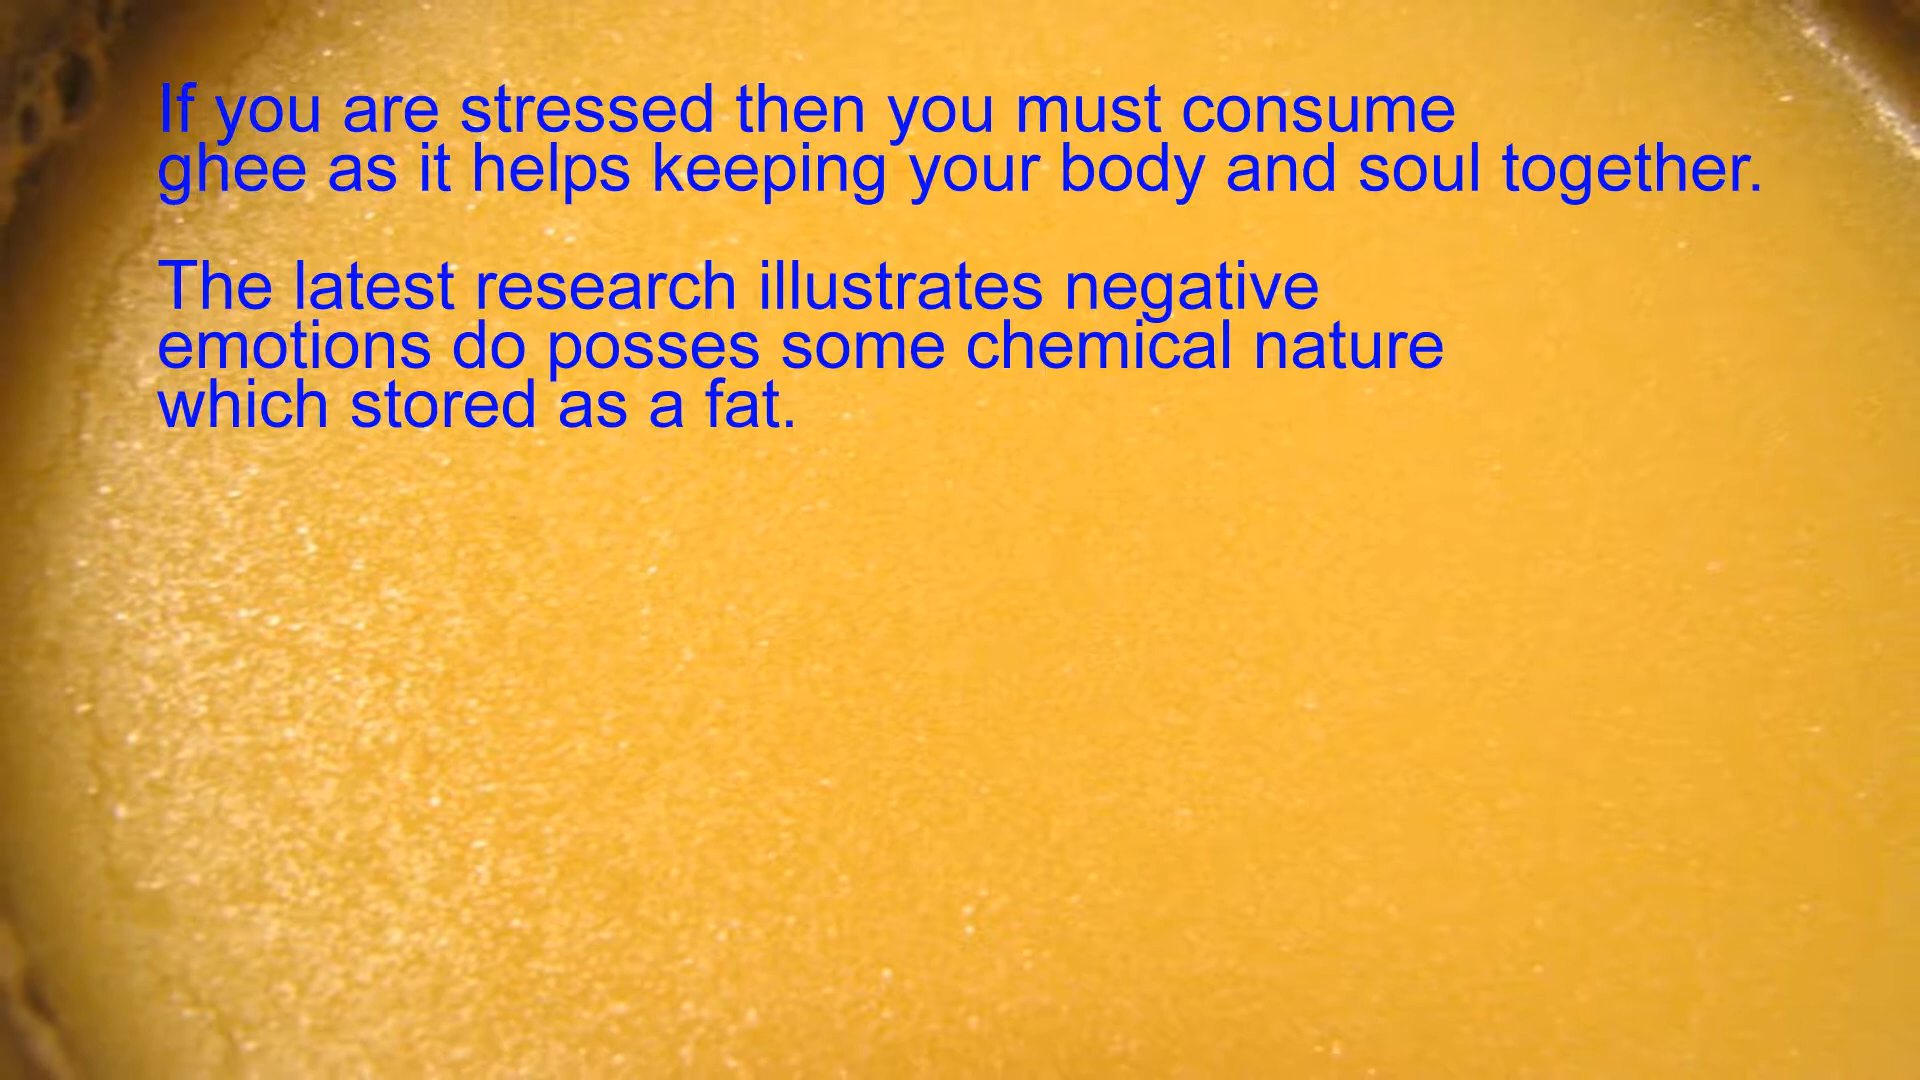 If you are stressed then you must consume
ghee as it helps keeping your body and soul together.
The latest research illustrates negative
emotions do posses some chemical nature
which stored as a fat.